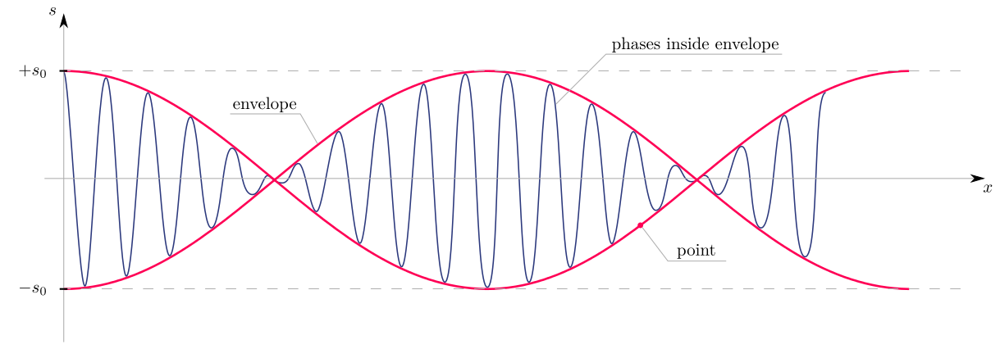 s
phases inside envelope
+s₀
envelope
x
point
−s₀